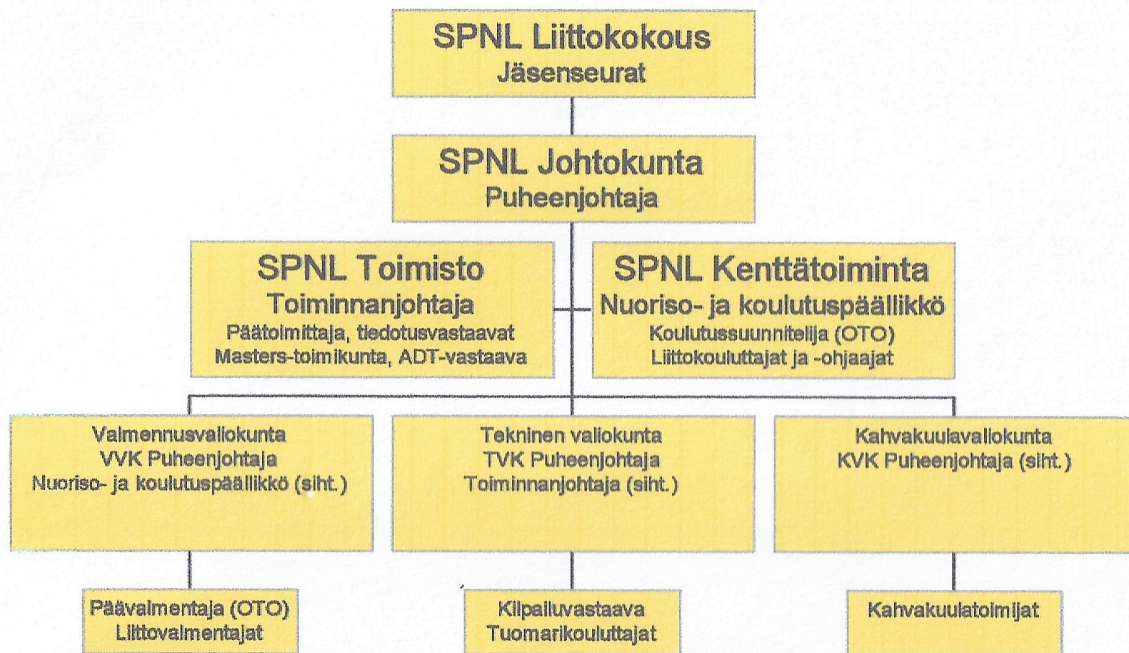 SPNL Liittokokous
Jäsenseurat
SPNL Johtokunta
Puheenjohtaja
SPNL Toimisto
Toiminnanjohtaja
Päätoimittaja, tiedotusvastaavat
Masters-toimikunta, ADT-vastaava
SPNL Kenttätoiminta
Nuoriso- ja koulutuspäällikkö
Koulutussuunnitelija (OTO)
Liittokouluttajat ja -ohjaajat
Valmennusvaliokunta
VVK Puheenjohtaja
Nuoriso- ja koulutuspäällikkö (siht.)
Tekninen valiokunta
TVK Puheenjohtaja
Toiminnanjohtaja (siht.)
Kahvakuulavaliokunta
KVK Puheenjohtaja (siht.)
Päävalmentaja (OTO)
Liittovalmentajat
Kilpailuvastaava
Tuomarikouluttajat
Kahvakuulatoimijat